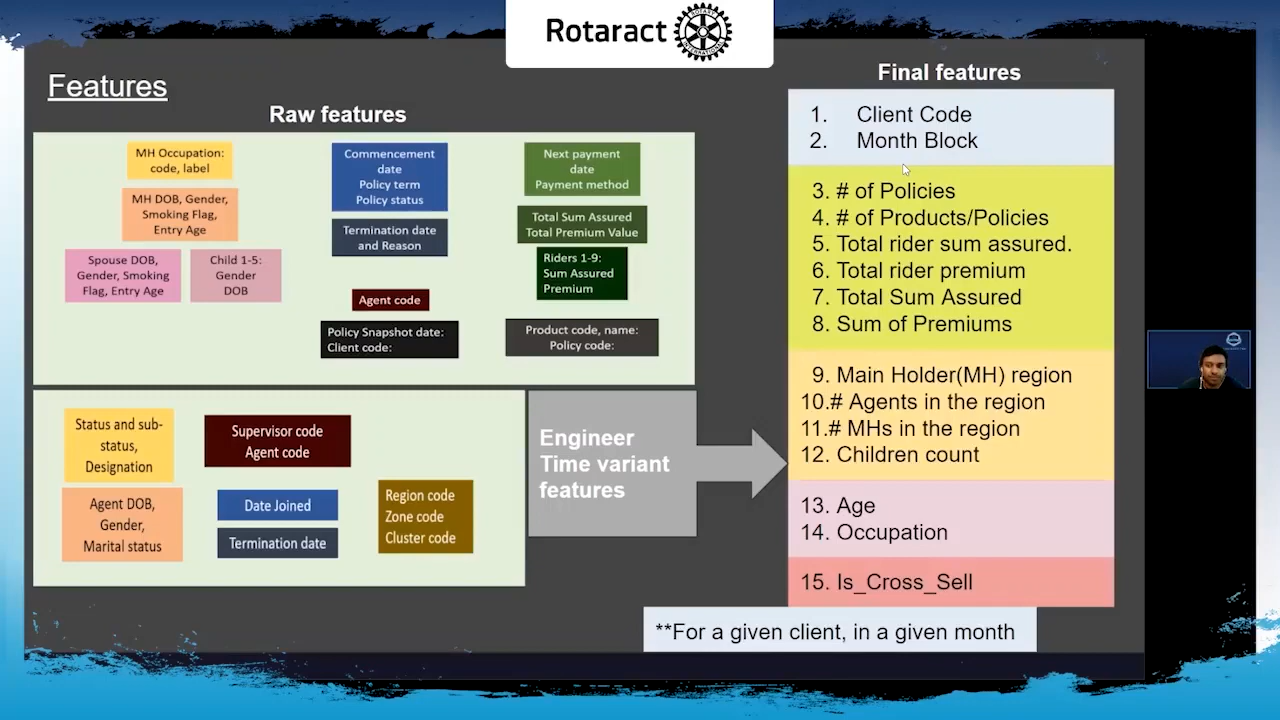 Rotaract
Features
Raw features
MH Occupation:
code, label
MH DOB, Gender,
Smoking Flag,
Entry Age
Spouse DOB,
Gender, Smoking
Flag, Entry Age
Child 1-5:
Gender
DOB
Commencement
date
Policy term
Policy status
Termination date
and Reason
Agent code
Policy Snapshot date:
Client code:
Next payment
date
Payment method
Total Sum Assured
Total Premium Value
Riders 1-9:
Sum Assured
Premium
Product code, name:
Policy code:
Status and sub-
status,
Designation
Agent DOB,
Gender,
Marital status
Supervisor code
Agent code
Date Joined
Termination date
Region code
Zone code
Cluster code
Engineer
Time variant
features
Final features
1. Client Code
2. Month Block
3. # of Policies
4. # of Products/Policies
5. Total rider sum assured.
6. Total rider premium
7. Total Sum Assured
8. Sum of Premiums
9. Main Holder(MH) region
10.# Agents in the region
11.# MHs in the region
12. Children count
13. Age
14. Occupation
15. Is_Cross_Sell
**For a given client, in a given month